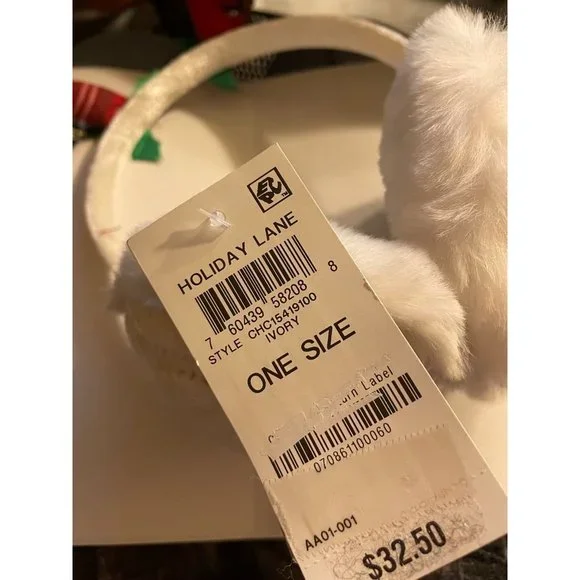 HOLIDAY LANE
7 60439 58208 8
STYLE CHC15419100
IVORY
ONE SIZE
Label
070861100060
AA01-001
$32.50